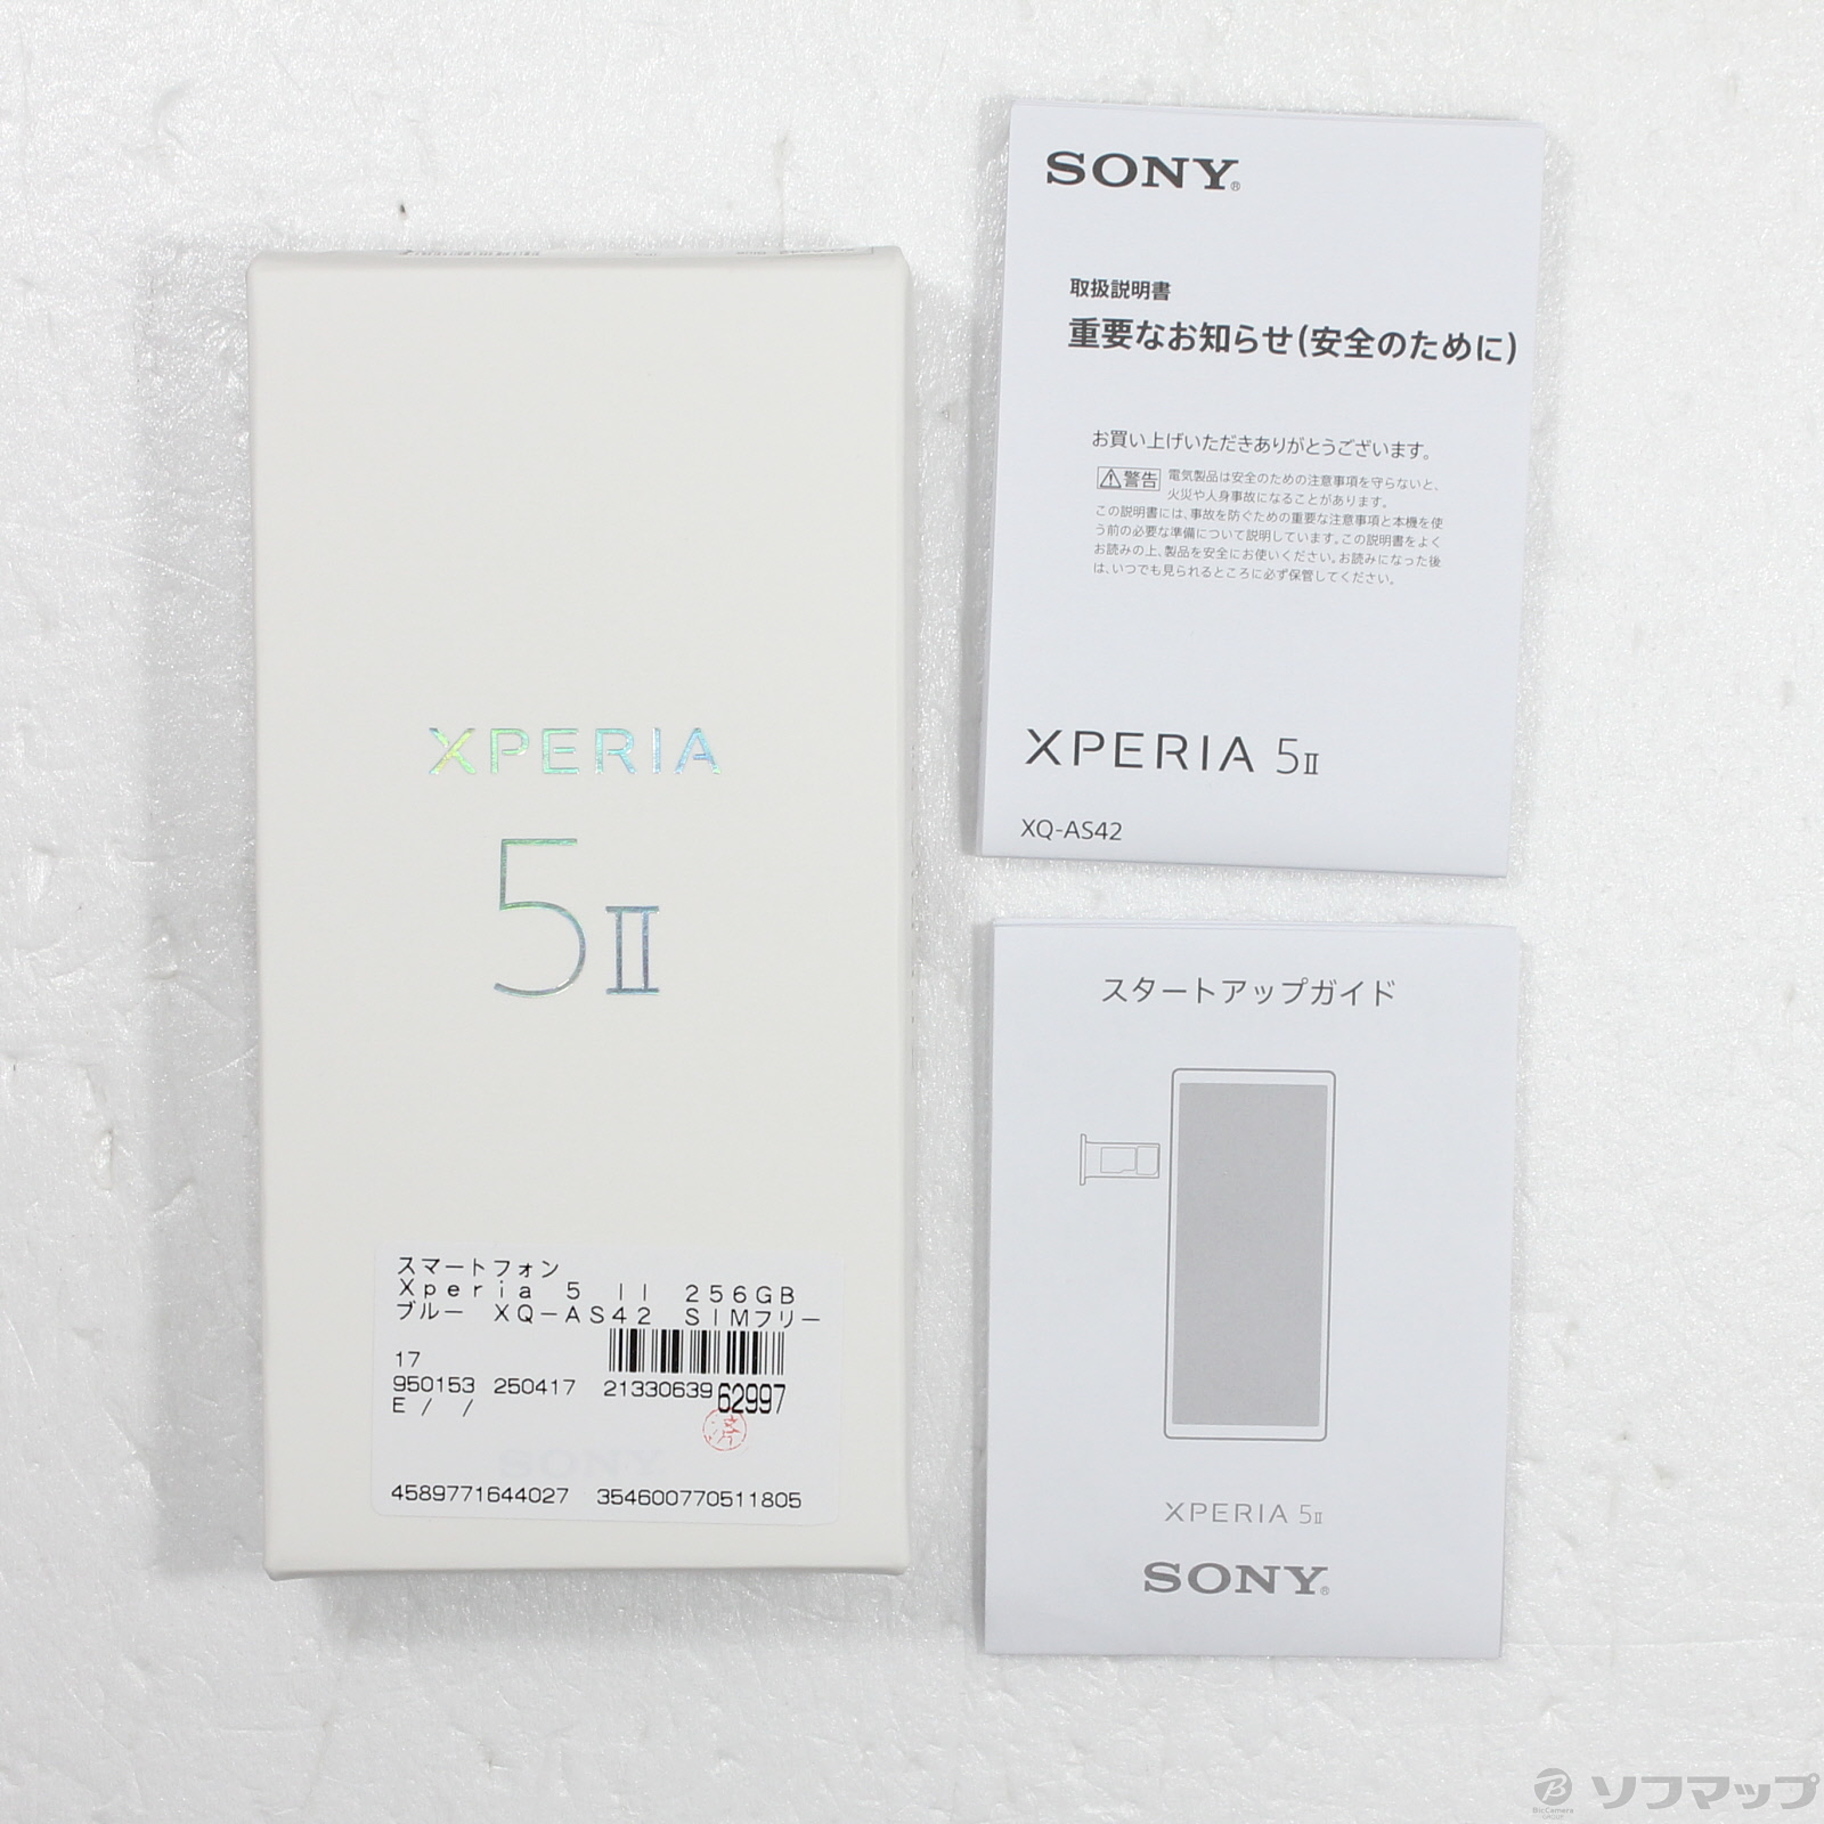 XPERIA
5II
スマートフォン
Xperia 5 II 256GB
ブルー XQ-AS42 SIMフリー
17
950153 250417 2133063962997
E/ /
SONY
4589771644027 354600770511805
SONY®
取扱説明書
重要なお知らせ(安全のために)
お買い上げいただきありがとうございます。
⚠警告 電気製品は安全のための注意事項を守らないと、
火災や人身事故になることがあります。
この説明書には、事故を防ぐための重要な注意事項と本機を使
う前の必要な準備について説明しています。この説明書をよく
お読みの上、製品を安全にお使いください。お読みになった後
は、いつでも見られるところに必ず保管してください。
XPERIA 5II
XQ-AS42
スタートアップガイド
XPERIA 5II
SONY®
B BicCamera GROUP ソフマップ